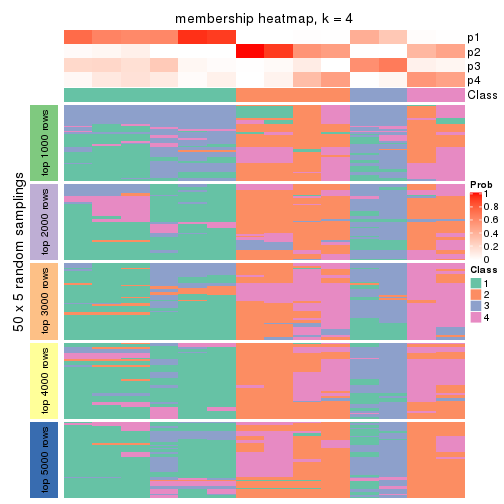 membership heatmap, k = 4
p1
p2
p3
p4
Class
50 x 5 random samplings
top 1000 rows
top 2000 rows
top 3000 rows
top 4000 rows
top 5000 rows
Prob
1
0.8
0.6
0.4
0.2
0
Class
1
2
3
4